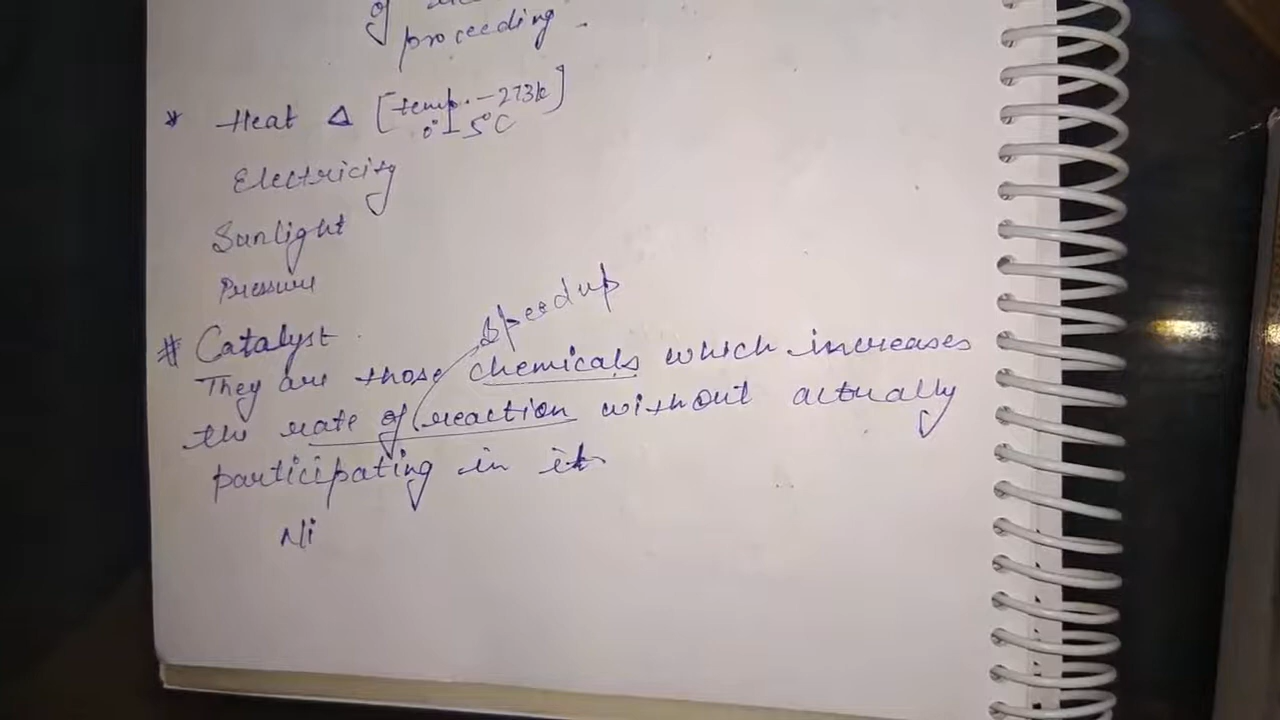 of
proceeding.
* Heat Δ [temp. - 273k]
0° - 5°C
Electricity
Sunlight
Pressure
# Catalyst
speedup
They are those chemicals which increases
the rate of reaction without actually
participating in it
Ni